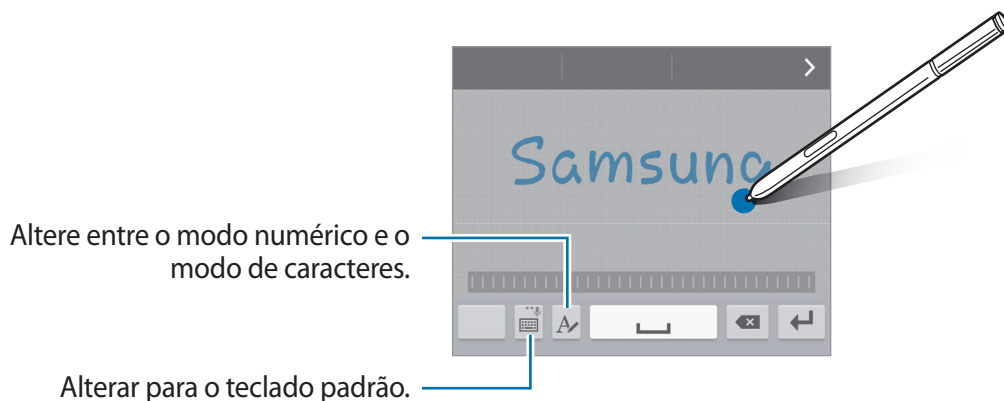 Samsung
Altere entre o modo numérico e o
modo de caracteres.
Alterar para o teclado padrão.